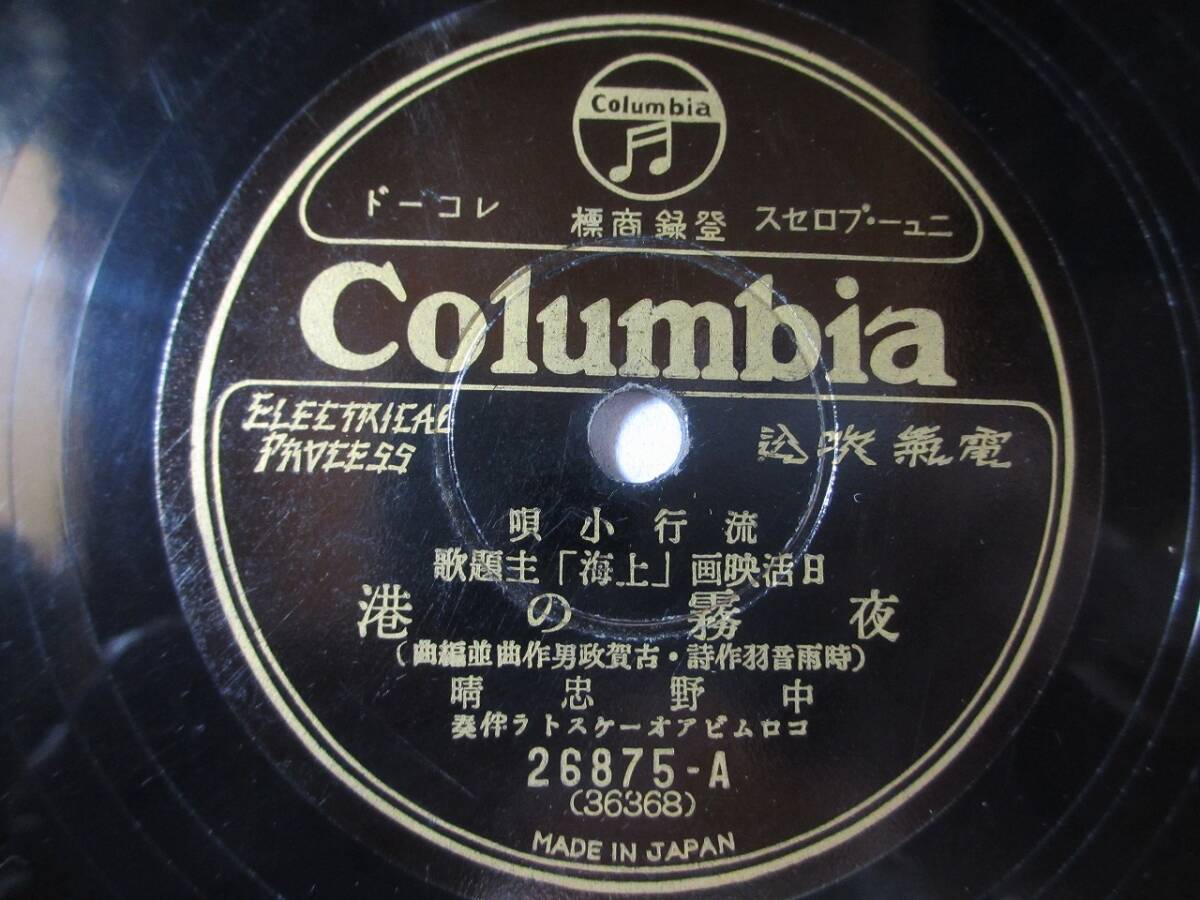 Columbia
ニュー・プロセス 登録商標 レコード
Columbia
ELECTRICAL PROCESS
電氣吹込
流行小唄
日活映画「上海」主題歌
夜霧の港
(時雨音羽作詩・古賀政男作曲並編曲)
中野忠晴
コロムビアオーケストラ伴奏
26875-A
(36368)
MADE IN JAPAN